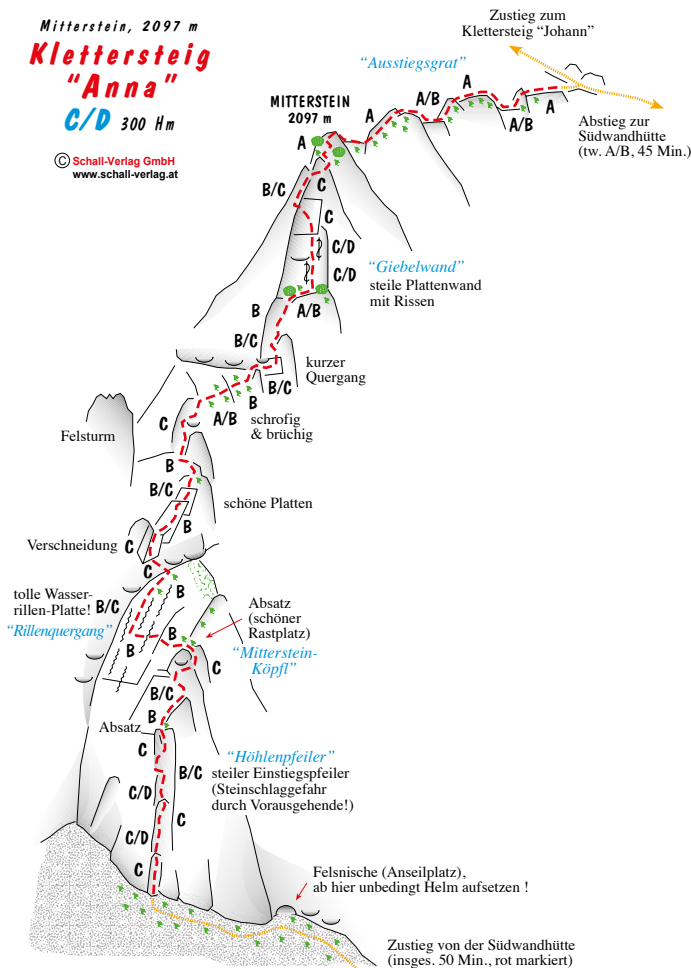 Mitterstein, 2097 m
Klettersteig
"Anna"
C/D 300 Hm
© Schall-Verlag GmbH
www.schall-verlag.at
Zustieg zum
Klettersteig "Johann"
"Ausstiegsgrat"
A
A/B
A
A/B
A
Abstieg zur
Südwandhütte
(tw. A/B, 45 Min.)
MITTERSTEIN
2097 m
A
A
B/C
C
C
C/D
C/D
"Giebelwand"
steile Plattenwand
mit Rissen
B
A/B
B/C
kurzer
Quergang
B/C
B
A/B
schrofig
& brüchig
C
Felsturm
B
B/C
schöne Platten
B
Verschneidung
C
C
tolle Wasser-
rillen-Platte!
B/C
B
"Rillenquergang"
B
B
Absatz
(schöner
Rastplatz)
"Mitterstein-
Köpfl"
C
B/C
B
Absatz
C
"Höhlenpfeiler"
steiler Einstiegspfeiler
(Steinschlaggefahr
durch Vorausgehende!)
B/C
C/D
C
C/D
C
Felsnische (Anseilplatz),
ab hier unbedingt Helm aufsetzen !
Zustieg von der Südwandhütte
(insges. 50 Min., rot markiert)